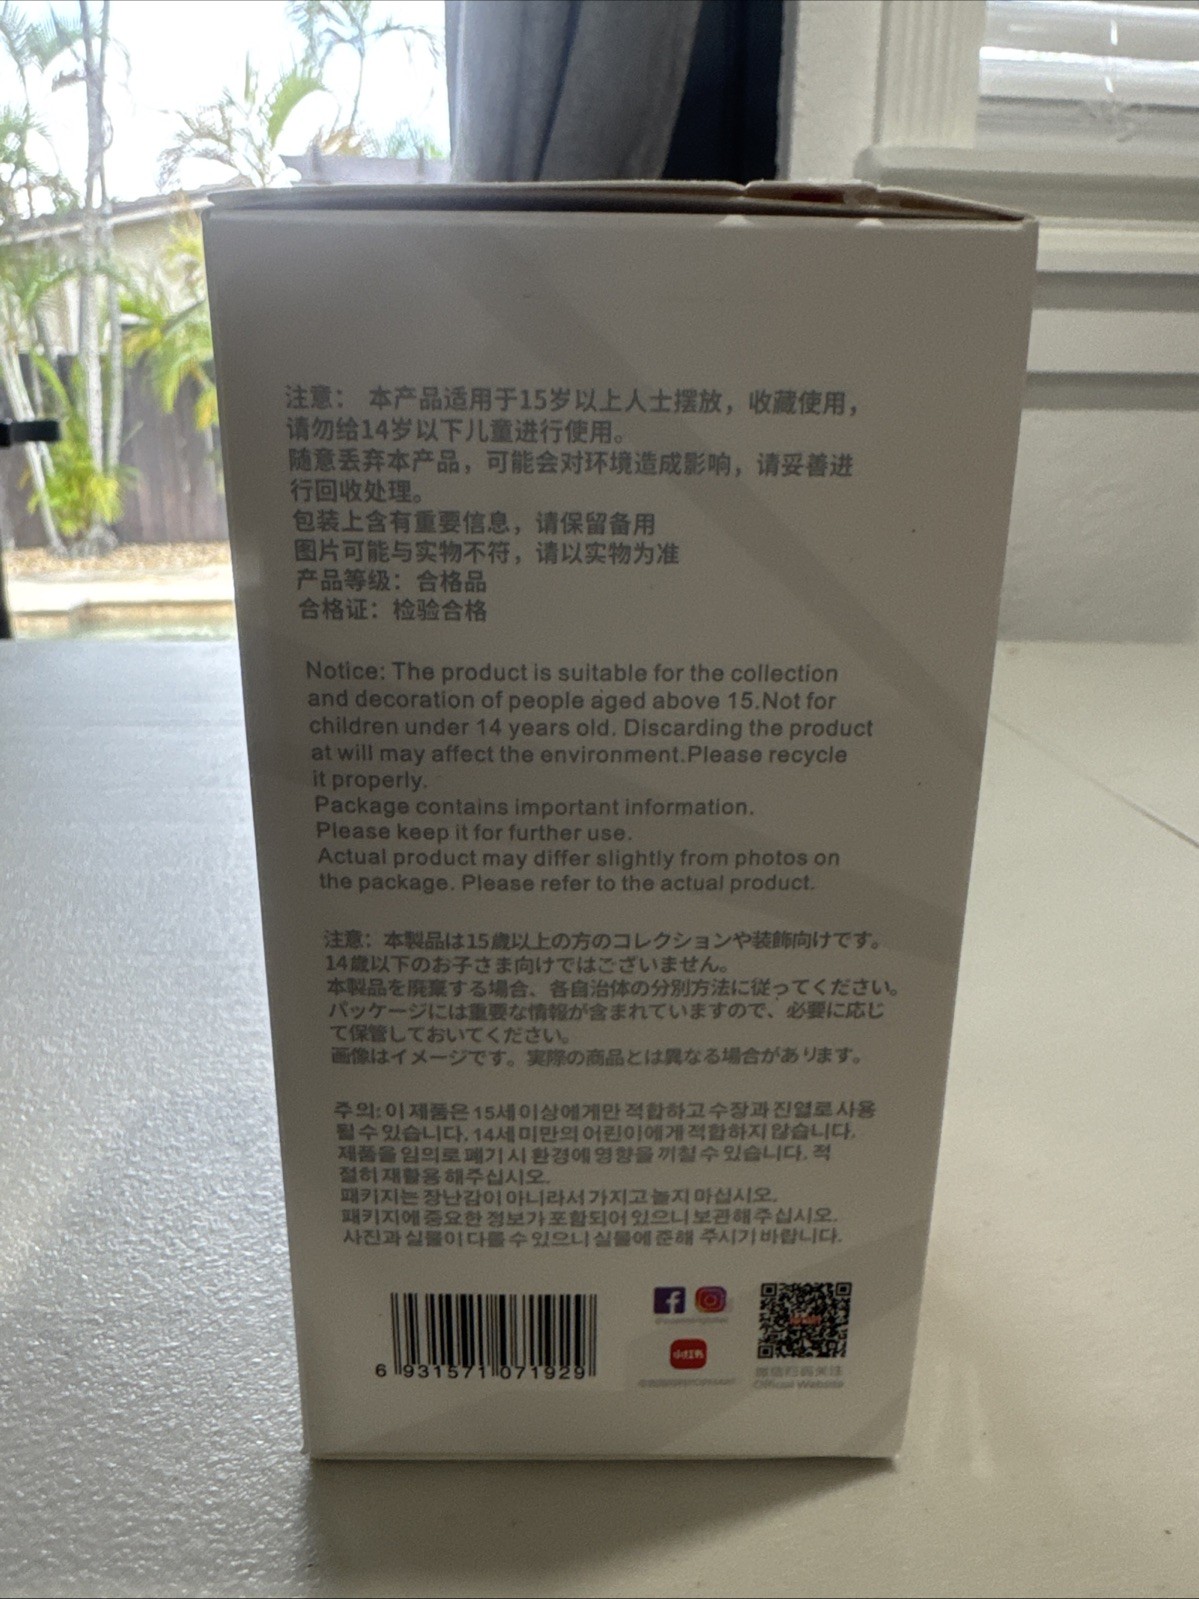 注意： 本产品适用于15岁以上人士摆放，收藏使用，
请勿给14岁以下儿童进行使用。
随意丢弃本产品，可能会对环境造成影响，请妥善进
行回收处理。
包装上含有重要信息，请保留备用
图片可能与实物不符，请以实物为准
产品等级：合格品
合格证：检验合格
Notice: The product is suitable for the collection
and decoration of people aged above 15.Not for
children under 14 years old. Discarding the product
at will may affect the environment.Please recycle
it properly.
Package contains important information.
Please keep it for further use.
Actual product may differ slightly from photos on
the package. Please refer to the actual product.
注意：本製品は15歳以上の方のコレクションや装飾向けです。
14歳以下のお子さま向けではございません。
本製品を廃棄する場合、各自治体の分別方法に従ってください。
パッケージには重要な情報が含まれていますので、必要に応じ
て保管しておいてください。
画像はイメージです。実際の商品とは異なる場合があります。
주의: 이 제품은 15세 이상에게만 적합하고 수장과 진열로 사용
될 수 있습니다. 14세 미만의 어린이에게 적합하지 않습니다.
제품을 임의로 폐기 시 환경에 영향을 끼칠 수 있습니다. 적
절히 재활용 해주십시오.
패키지는 장난감이 아니라서 가지고 놀지 마십시오.
패키지에 중요한 정보가 포함되어 있으니 보관해 주십시오.
사진과 실물이 다를 수 있으니 실물에 준해 주시기 바랍니다.
小红书
6 931571 071929
微信扫码关注
Official Website